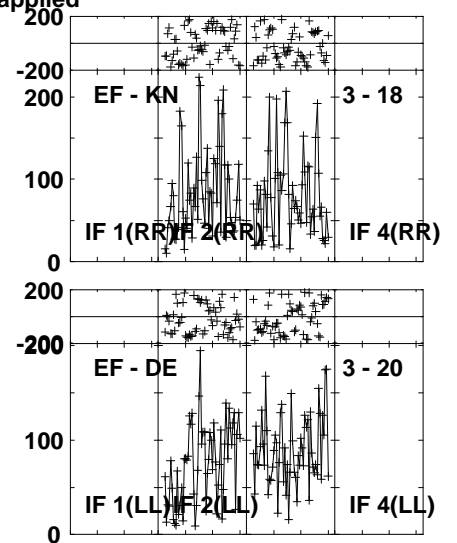 applied
200
-200
200
EF - KN
3 - 18
100
IF 1(RR)
IF 2(RR)
IF 4(RR)
0
200
-200
200
EF - DE
3 - 20
100
IF 1(LL)
IF 2(LL)
IF 4(LL)
0